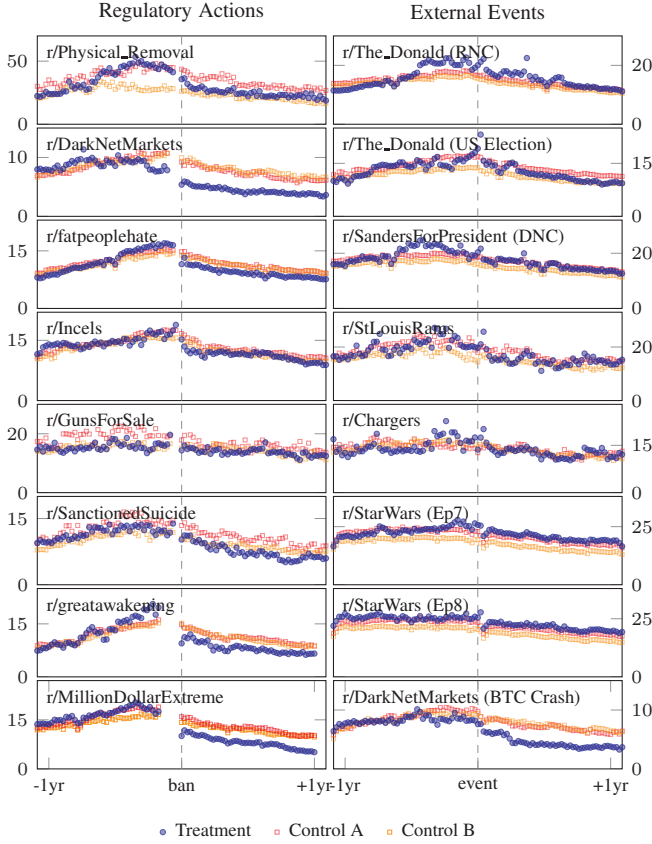 Regulatory Actions
External Events
r/Physical_Removal
50
0
r/The_Donald (RNC)
20
0
r/DarkNetMarkets
10
0
r/The_Donald (US Election)
15
0
r/fatpeoplehate
15
0
r/SandersForPresident (DNC)
20
0
r/Incels
15
0
r/StLouisRams
20
0
r/GunsForSale
20
0
r/Chargers
15
0
r/SanctionedSuicide
15
0
r/StarWars (Ep7)
25
0
r/greatawakening
15
0
r/StarWars (Ep8)
25
0
r/MillionDollarExtreme
15
0
r/DarkNetMarkets (BTC Crash)
10
0
-1yr ban +1yr
-1yr event +1yr
Treatment Control A Control B